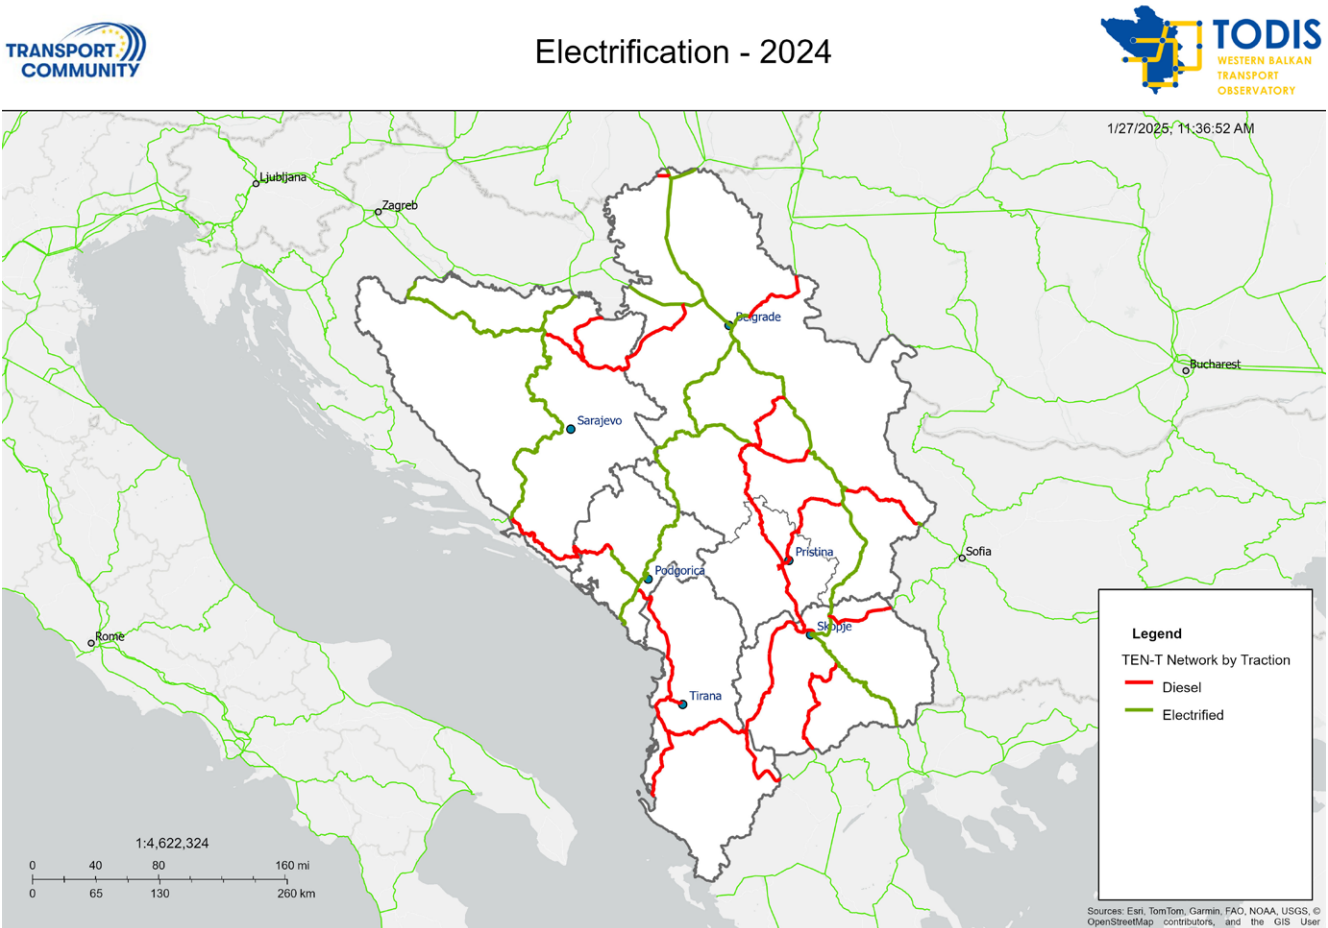 TRANSPORT
COMMUNITY
Electrification - 2024
TODIS
WESTERN BALKAN
TRANSPORT
OBSERVATORY
1/27/2025, 11:36:52 AM
Ljubljana
Zagreb
Belgrade
Bucharest
Sarajevo
Pristina
Sofia
Podgorica
Skopje
Rome
Tirana
Legend
TEN-T Network by Traction
Diesel
Electrified
1:4,622,324
0 40 80 160 mi
0 65 130 260 km
Sources: Esri, TomTom, Garmin, FAO, NOAA, USGS, ©
OpenStreetMap contributors, and the GIS User